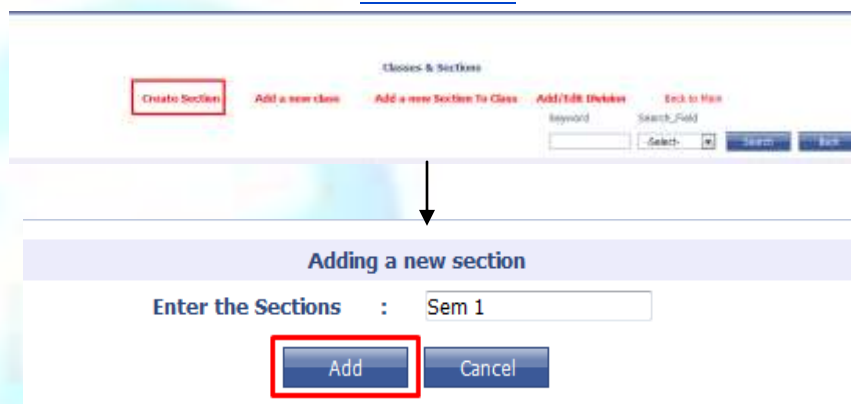 Classes & Sections
Create Section Add a new class Add a new Section To Class Add/Edit Division Back to Main
keyword Search_Field
-Select- Search Back
Adding a new section
Enter the Sections : Sem 1
Add Cancel